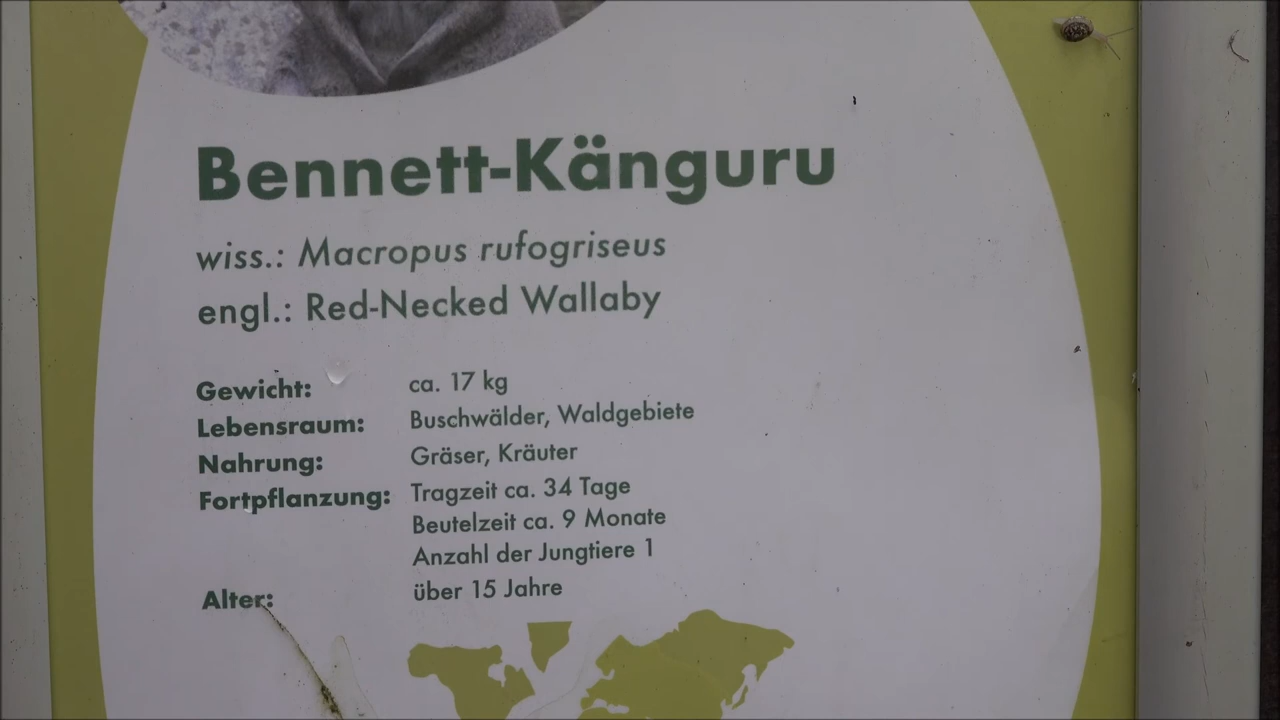 Bennett-Känguru
wiss.: Macropus rufogriseus
engl.: Red-Necked Wallaby
Gewicht: ca. 17 kg
Lebensraum: Buschwälder, Waldgebiete
Nahrung: Gräser, Kräuter
Fortpflanzung: Tragzeit ca. 34 Tage
Beutelzeit ca. 9 Monate
Anzahl der Jungtiere 1
Alter: über 15 Jahre